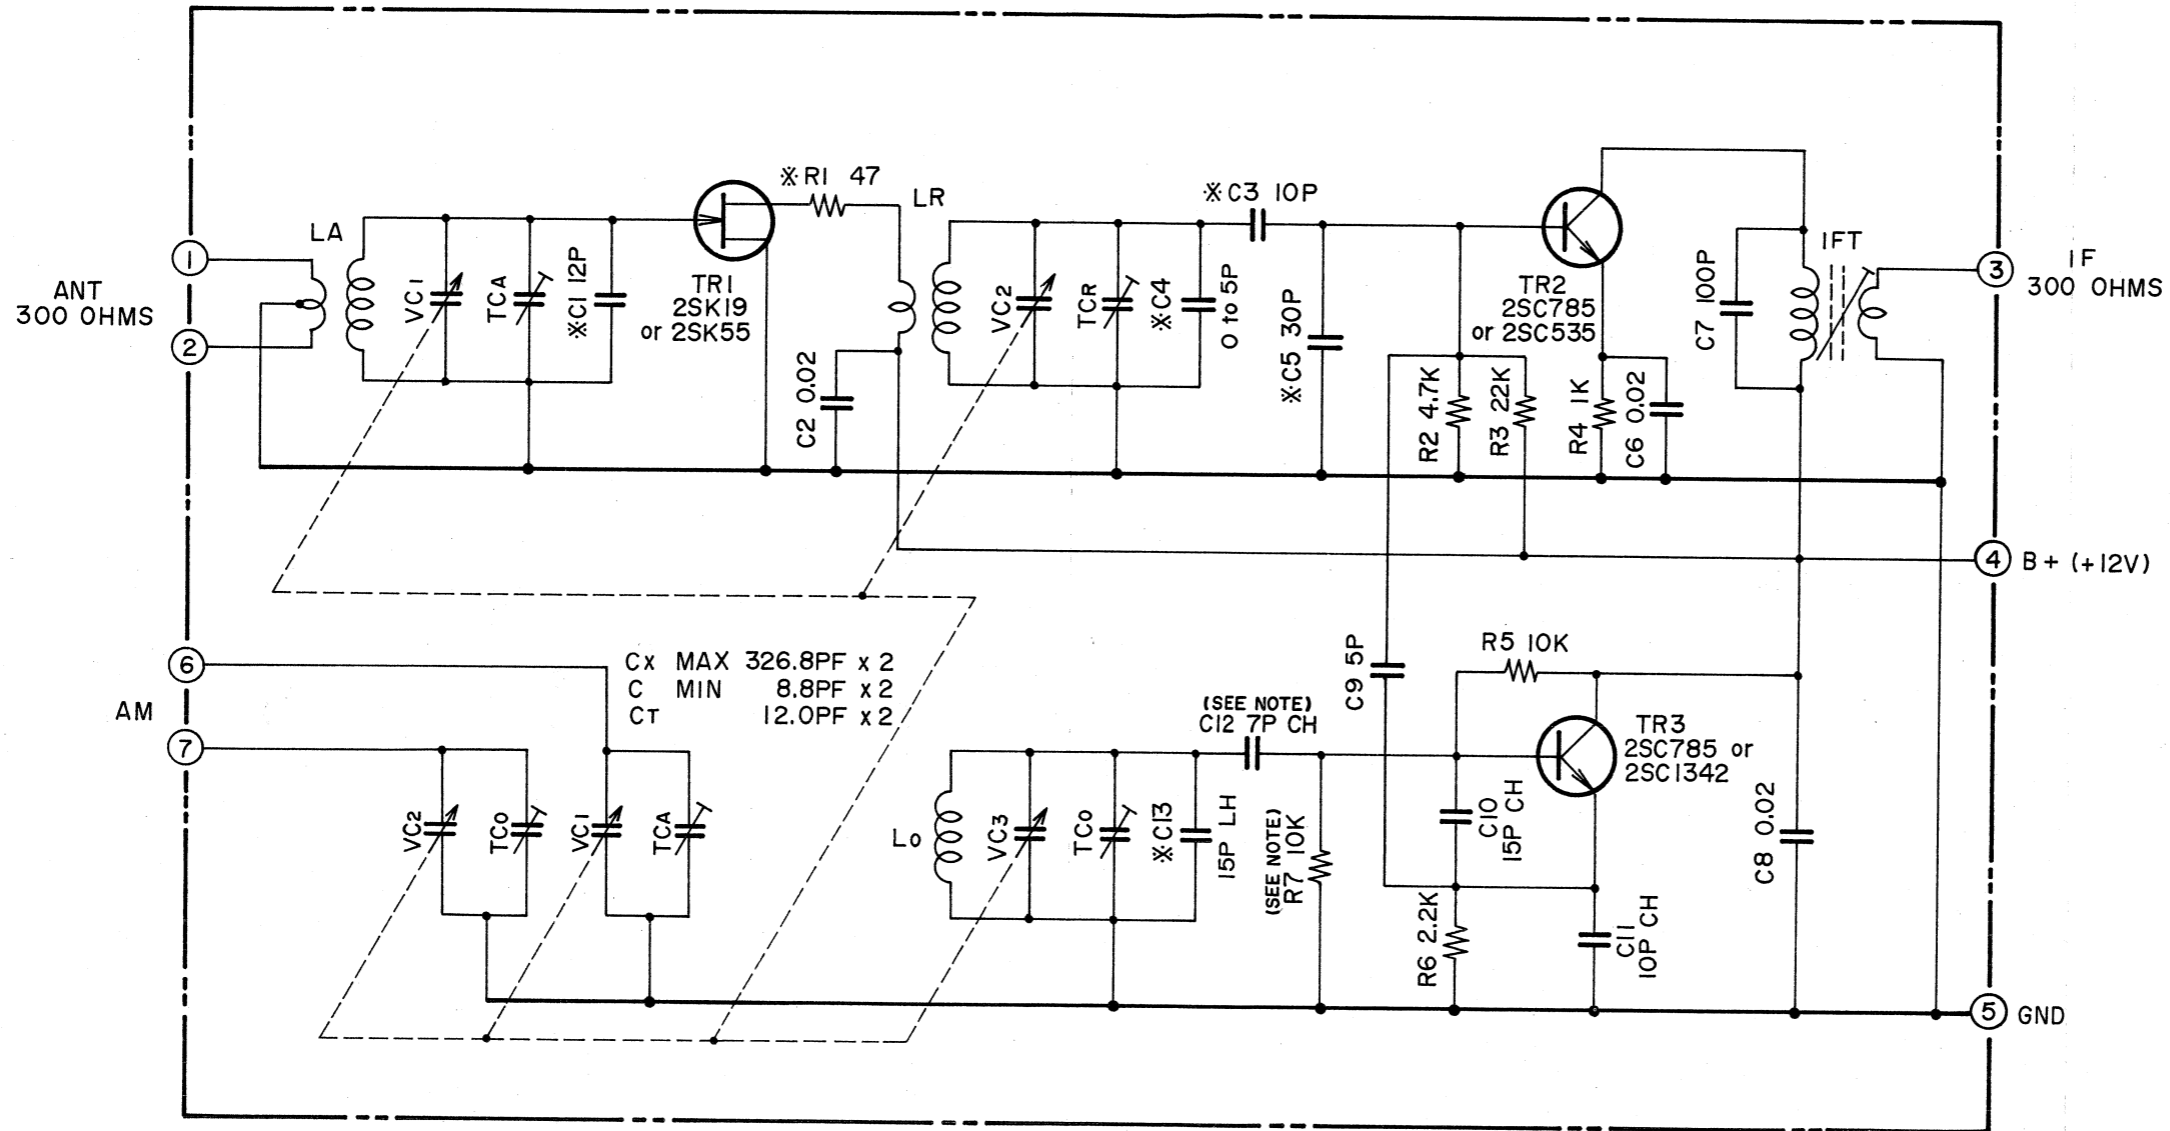 ※R1 47
LR
※C3 10P
LA
1
ANT
300 OHMS
2
VC1
TCA
※C1 12P
TR1
2SK19
or 2SK55
C2 0.02
VC2
TCR
※C4
0 to 5P
※C5 30P
TR2
2SC785
or 2SC535
R2 4.7K
R3 22K
R4 1K
C6 0.02
C7 100P
IFT
3
IF
300 OHMS
4
B+ (+12V)
6
AM
7
CX MAX 326.8PF x 2
C MIN 8.8PF x 2
CT 12.0PF x 2
VC2
TCO
VC1
TCA
LO
VC3
TCO
※C13
15P LH
(SEE NOTE)
C12 7P CH
(SEE NOTE)
R7 10K
C9 5P
R5 10K
C10
15P CH
R6 2.2K
TR3
2SC785 or
2SC1342
C11
10P CH
C8 0.02
5
GND